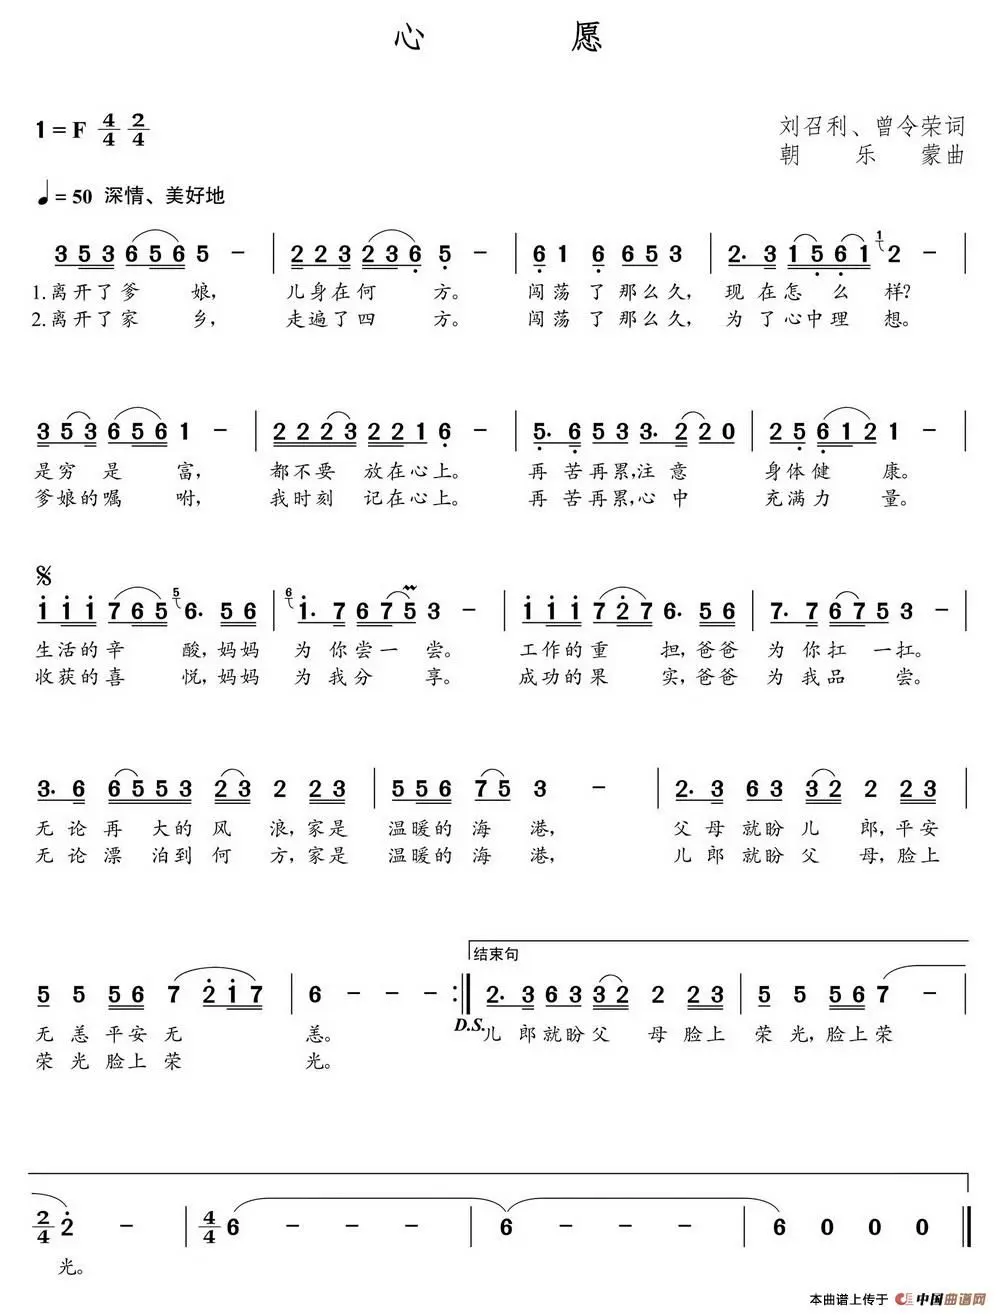 心 愿
1 = F 4/4 2/4
刘召利、曾令荣词
朝 乐 蒙曲
♩= 50 深情、美好地
3 5 3 6 5 6 5 - | 2 2 3 2 3 6 5 - | 6 1 6 6 5 3 | 2. 3 1 5 6 1 1 2 - |
1.离开了爹 娘, 儿身在何 方。 闯荡了那么久, 现在怎么样?
2.离开了家 乡, 走遍了四 方。 闯荡了那么久, 为了心中理想。
3 5 3 6 5 6 1 - | 2 2 2 3 2 2 1 6 - | 5. 6 5 3 3. 2 2 0 | 2 5 6 1 2 1 - |
是穷是富, 都不要放在心上。 再苦再累,注意 身体健康。
爹娘的嘱咐, 我时刻记在心上。 再苦再累,心中 充满力量。
1 1 1 7 6 5 5 6. 5 6 | 6 1. 7 6 7 5 3 - | 1 1 1 7 2 7 6. 5 6 | 7. 7 6 7 5 3 - |
生活的辛酸,妈妈 为你尝一尝。 工作的重担,爸爸 为你扛一扛。
收获的喜悦,妈妈 为我分享。 成功的果实,爸爸 为我品尝。
3. 6 6 5 5 3 2 3 2 2 3 | 5 5 6 7 5 3 - | 2. 3 6 3 3 2 2 2 3 |
无论再大的风浪,家是 温暖的海港, 父母就盼儿郎,平安
无论漂泊到何方,家是 温暖的海港, 儿郎就盼父母,脸上
结束句
5 5 5 6 7 2 1 7 | 6 - - - :| 2. 3 6 3 3 2 2 2 3 | 5 5 5 6 7 - |
D.S.
无恙平安无 恙。 儿郎就盼父母脸上 荣光,脸上荣
荣光脸上荣 光。
2/4 2 - | 4/4 6 - - - | 6 - - - | 6 0 0 0 |
光。
本曲谱上传于 中国曲谱网